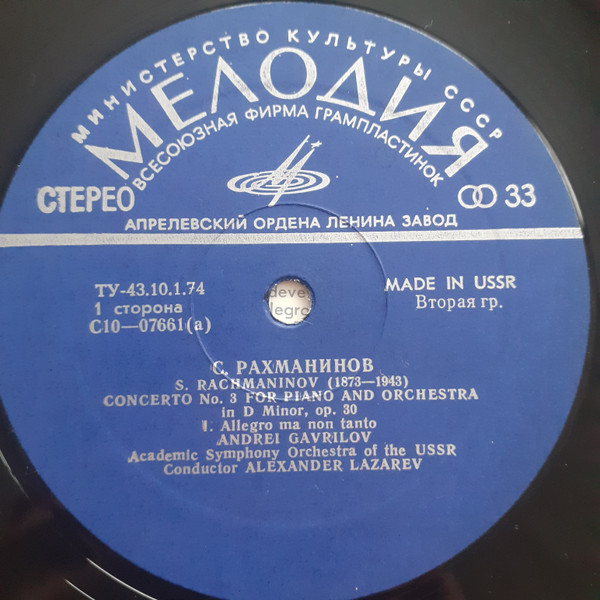 МИНИСТЕРСТВО КУЛЬТУРЫ СССР
МЕЛОДИЯ
ВСЕСОЮЗНАЯ ФИРМА ГРАМПЛАСТИНОК
СТЕРЕО
33
АПРЕЛЕВСКИЙ ОРДЕНА ЛЕНИНА ЗАВОД
ТУ-43.10.1.74
1 сторона
С10—07661(а)
MADE IN USSR
Вторая гр.
С. РАХМАНИНОВ
S. RACHMANINOV (1873—1943)
CONCERTO No. 3 FOR PIANO AND ORCHESTRA
in D Minor, op. 30
1. Allegro ma non tanto
ANDREI GAVRILOV
Academic Symphony Orchestra of the USSR
Conductor ALEXANDER LAZAREV